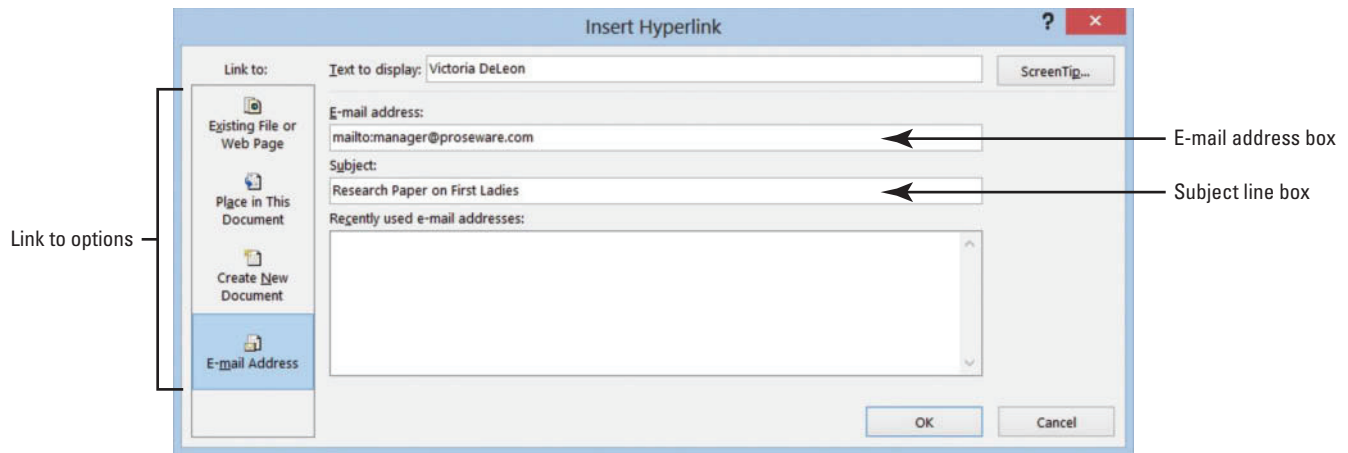 Insert Hyperlink
?
×
Link to:
Text to display: Victoria DeLeon
ScreenTip...
Existing File or
Web Page
Place in This
Document
Create New
Document
E-mail Address
E-mail address:
mailto:manager@proseware.com
Subject:
Research Paper on First Ladies
Recently used e-mail addresses:
OK
Cancel
Link to options
E-mail address box
Subject line box